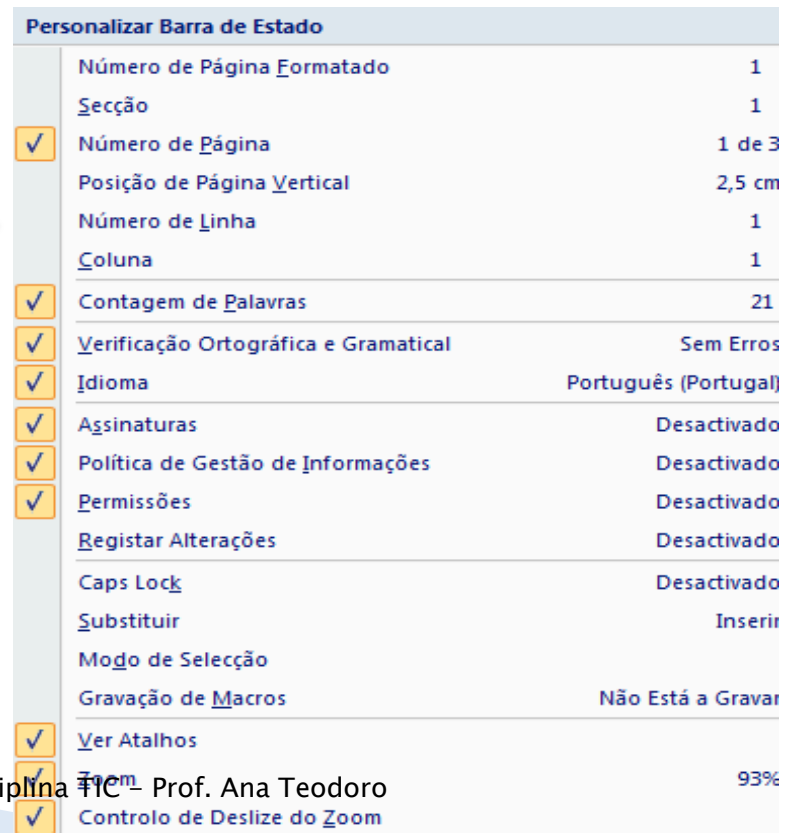 Personalizar Barra de Estado
Número de Página Formatado 1
Secção 1
Número de Página 1 de 3
Posição de Página Vertical 2,5 cm
Número de Linha 1
Coluna 1
Contagem de Palavras 21
Verificação Ortográfica e Gramatical Sem Erros
Idioma Português (Portugal)
Assinaturas Desactivado
Política de Gestão de Informações Desactivado
Permissões Desactivado
Registar Alterações Desactivado
Caps Lock Desactivado
Substituir Inserir
Modo de Selecção
Gravação de Macros Não Está a Gravar
Ver Atalhos
Zoom 93%
iplina TIC - Prof. Ana Teodoro
Controlo de Deslize do Zoom